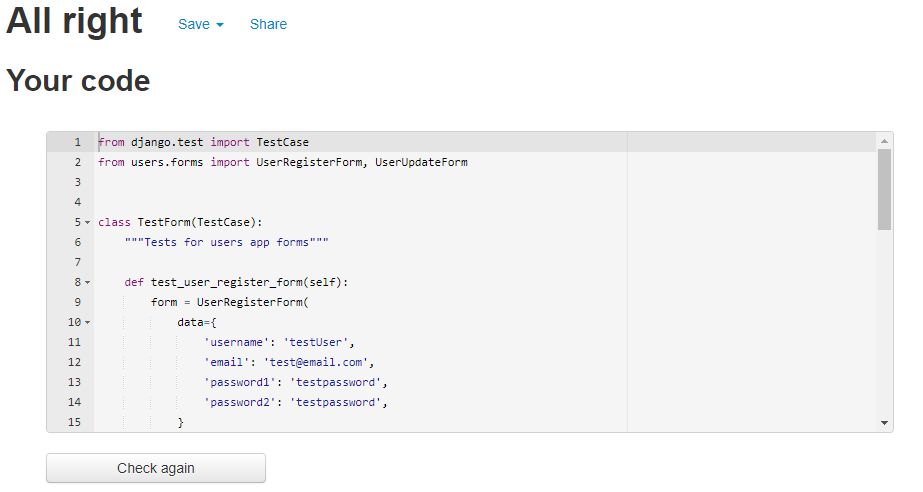 All right Save Share
Your code
1 from django.test import TestCase
2 from users.forms import UserRegisterForm, UserUpdateForm
3
4
5 class TestForm(TestCase):
6 """Tests for users app forms"""
7
8 def test_user_register_form(self):
9 form = UserRegisterForm(
10 data={
11 'username': 'testUser',
12 'email': 'test@email.com',
13 'password1': 'testpassword',
14 'password2': 'testpassword',
15 }
Check again